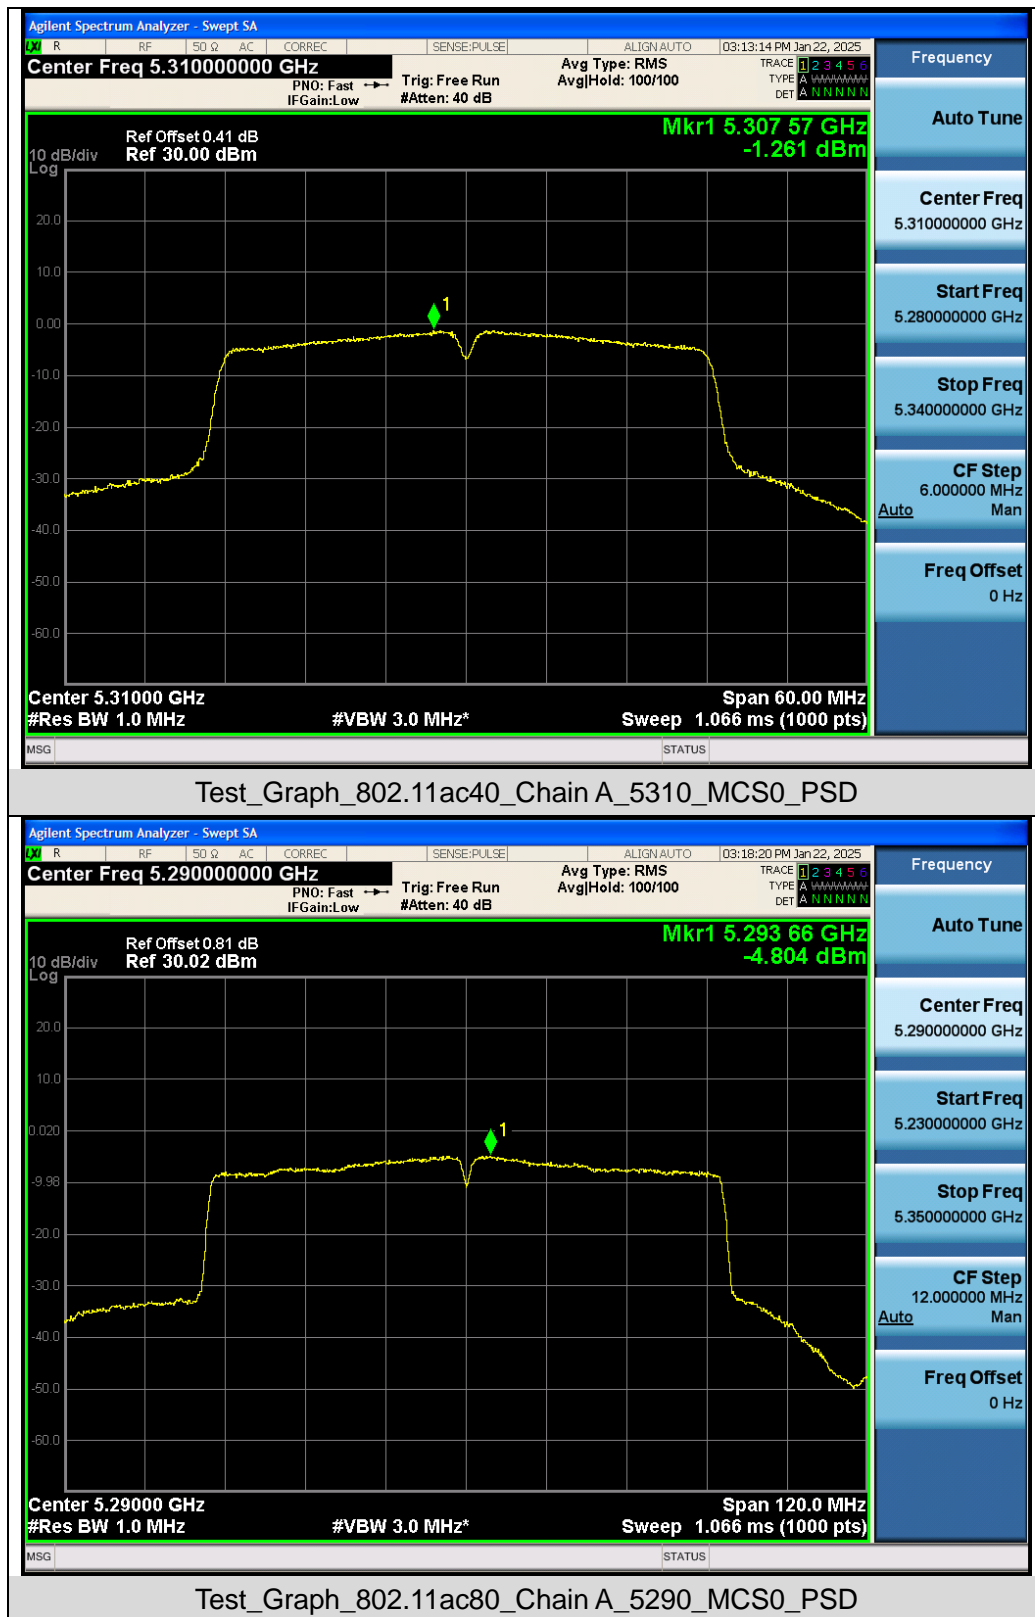 Agilent Spectrum Analyzer - Swept SA
LXI R RF 50 Ω AC CORREC SENSE:PULSE ALIGN AUTO 03:13:14 PM Jan 22, 2025
Center Freq 5.310000000 GHz
PNO: Fast
IFGain:Low
Trig: Free Run
#Atten: 40 dB
Avg Type: RMS
Avg|Hold: 100/100
TRACE 1 2 3 4 5 6
TYPE A WWWWW
DET A N N N N N
Frequency
Auto Tune
Ref Offset 0.41 dB
Ref 30.00 dBm
10 dB/div
Log
Mkr1 5.307 57 GHz
-1.261 dBm
1
20.0
10.0
0.00
-10.0
-20.0
-30.0
-40.0
-50.0
-60.0
Center Freq
5.310000000 GHz
Start Freq
5.280000000 GHz
Stop Freq
5.340000000 GHz
CF Step
6.000000 MHz
Auto Man
Freq Offset
0 Hz
Center 5.31000 GHz Span 60.00 MHz
#Res BW 1.0 MHz #VBW 3.0 MHz* Sweep 1.066 ms (1000 pts)
MSG STATUS
Test_Graph_802.11ac40_Chain A_5310_MCS0_PSD
Agilent Spectrum Analyzer - Swept SA
LXI R RF 50 Ω AC CORREC SENSE:PULSE ALIGN AUTO 03:18:20 PM Jan 22, 2025
Center Freq 5.290000000 GHz
PNO: Fast
IFGain:Low
Trig: Free Run
#Atten: 40 dB
Avg Type: RMS
Avg|Hold: 100/100
TRACE 1 2 3 4 5 6
TYPE A WWWWW
DET A N N N N N
Frequency
Auto Tune
Ref Offset 0.81 dB
Ref 30.02 dBm
10 dB/div
Log
Mkr1 5.293 66 GHz
-4.804 dBm
1
20.0
10.0
0.020
-9.98
-20.0
-30.0
-40.0
-50.0
-60.0
Center Freq
5.290000000 GHz
Start Freq
5.230000000 GHz
Stop Freq
5.350000000 GHz
CF Step
12.000000 MHz
Auto Man
Freq Offset
0 Hz
Center 5.29000 GHz Span 120.0 MHz
#Res BW 1.0 MHz #VBW 3.0 MHz* Sweep 1.066 ms (1000 pts)
MSG STATUS
Test_Graph_802.11ac80_Chain A_5290_MCS0_PSD